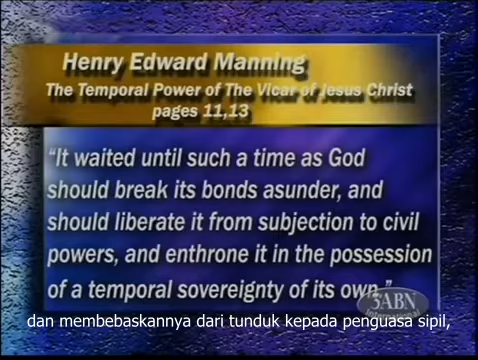 Henry Edward Manning
The Temporal Power of The Vicar of Jesus Christ
pages 11,13
“It waited until such a time as God
should break its bonds asunder, and
should liberate it from subjection to civil
powers, and enthrone it in the possession
of a temporal sovereignty of its own.”
3ABN
International
dan membebaskannya dari tunduk kepada penguasa sipil,